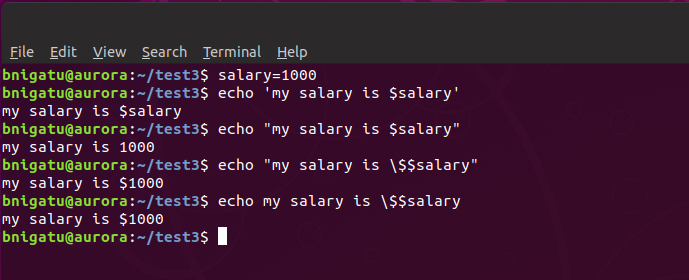 File Edit View Search Terminal Help
bnigatu@aurora:~/test3$ salary=1000
bnigatu@aurora:~/test3$ echo 'my salary is $salary'
my salary is $salary
bnigatu@aurora:~/test3$ echo "my salary is $salary"
my salary is 1000
bnigatu@aurora:~/test3$ echo "my salary is \$$salary"
my salary is $1000
bnigatu@aurora:~/test3$ echo my salary is \$$salary
my salary is $1000
bnigatu@aurora:~/test3$